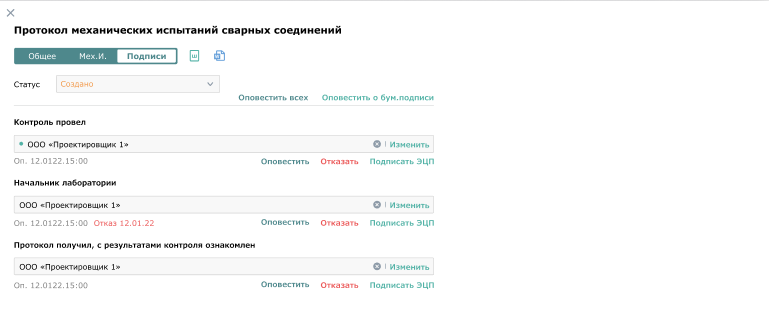 Протокол механических испытаний сварных соединений
Общее Мех.И. Подписи
Статус Создано
Оповестить всех Оповестить о бум.подписи
Контроль провел
ООО «Проектировщик 1» Изменить
Оп. 12.0122.15:00 Оповестить Отказать Подписать ЭЦП
Начальник лаборатории
ООО «Проектировщик 1» Изменить
Оп. 12.0122.15:00 Отказ 12.01.22 Оповестить Отказать Подписать ЭЦП
Протокол получил, с результатами контроля ознакомлен
ООО «Проектировщик 1» Изменить
Оп. 12.0122.15:00 Оповестить Отказать Подписать ЭЦП